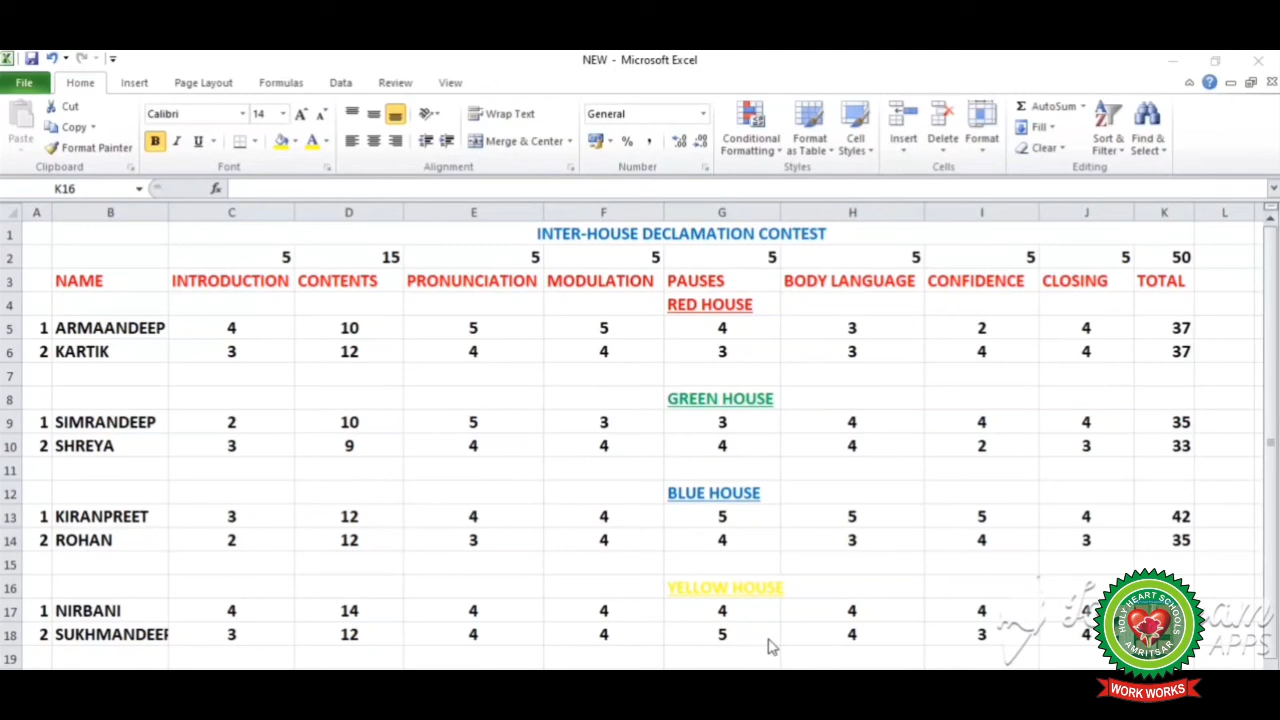 NEW - Microsoft Excel
File Home Insert Page Layout Formulas Data Review View
Cut
Copy
Format Painter
Paste
Clipboard
Calibri 14
B I U
Font
Wrap Text
Merge & Center
Alignment
General
% ,
Number
Conditional Formatting
Format as Table
Cell Styles
Styles
Insert Delete Format
Cells
Σ AutoSum
Fill
Clear
Sort & Filter
Find & Select
Editing
K16 fx
A B C D E F G H I J K L
1 INTER-HOUSE DECLAMATION CONTEST
2 5 15 5 5 5 5 5 5 50
3 NAME INTRODUCTION CONTENTS PRONUNCIATION MODULATION PAUSES BODY LANGUAGE CONFIDENCE CLOSING TOTAL
4 RED HOUSE
5 1 ARMAANDEEP 4 10 5 5 4 3 2 4 37
6 2 KARTIK 3 12 4 4 3 3 4 4 37
7
8 GREEN HOUSE
9 1 SIMRANDEEP 2 10 5 3 3 4 4 4 35
10 2 SHREYA 3 9 4 4 4 4 2 3 33
11
12 BLUE HOUSE
13 1 KIRANPREET 3 12 4 4 5 5 5 4 42
14 2 ROHAN 2 12 3 4 4 3 4 3 35
15
16 YELLOW HOUSE
17 1 NIRBANI 4 14 4 4 4 4 4 4
18 2 SUKHMANDEEP 3 12 4 4 5 4 3 4
19
HOLY HEART SCHOOLS
AMRITSAR
WORK WORKS
APPS